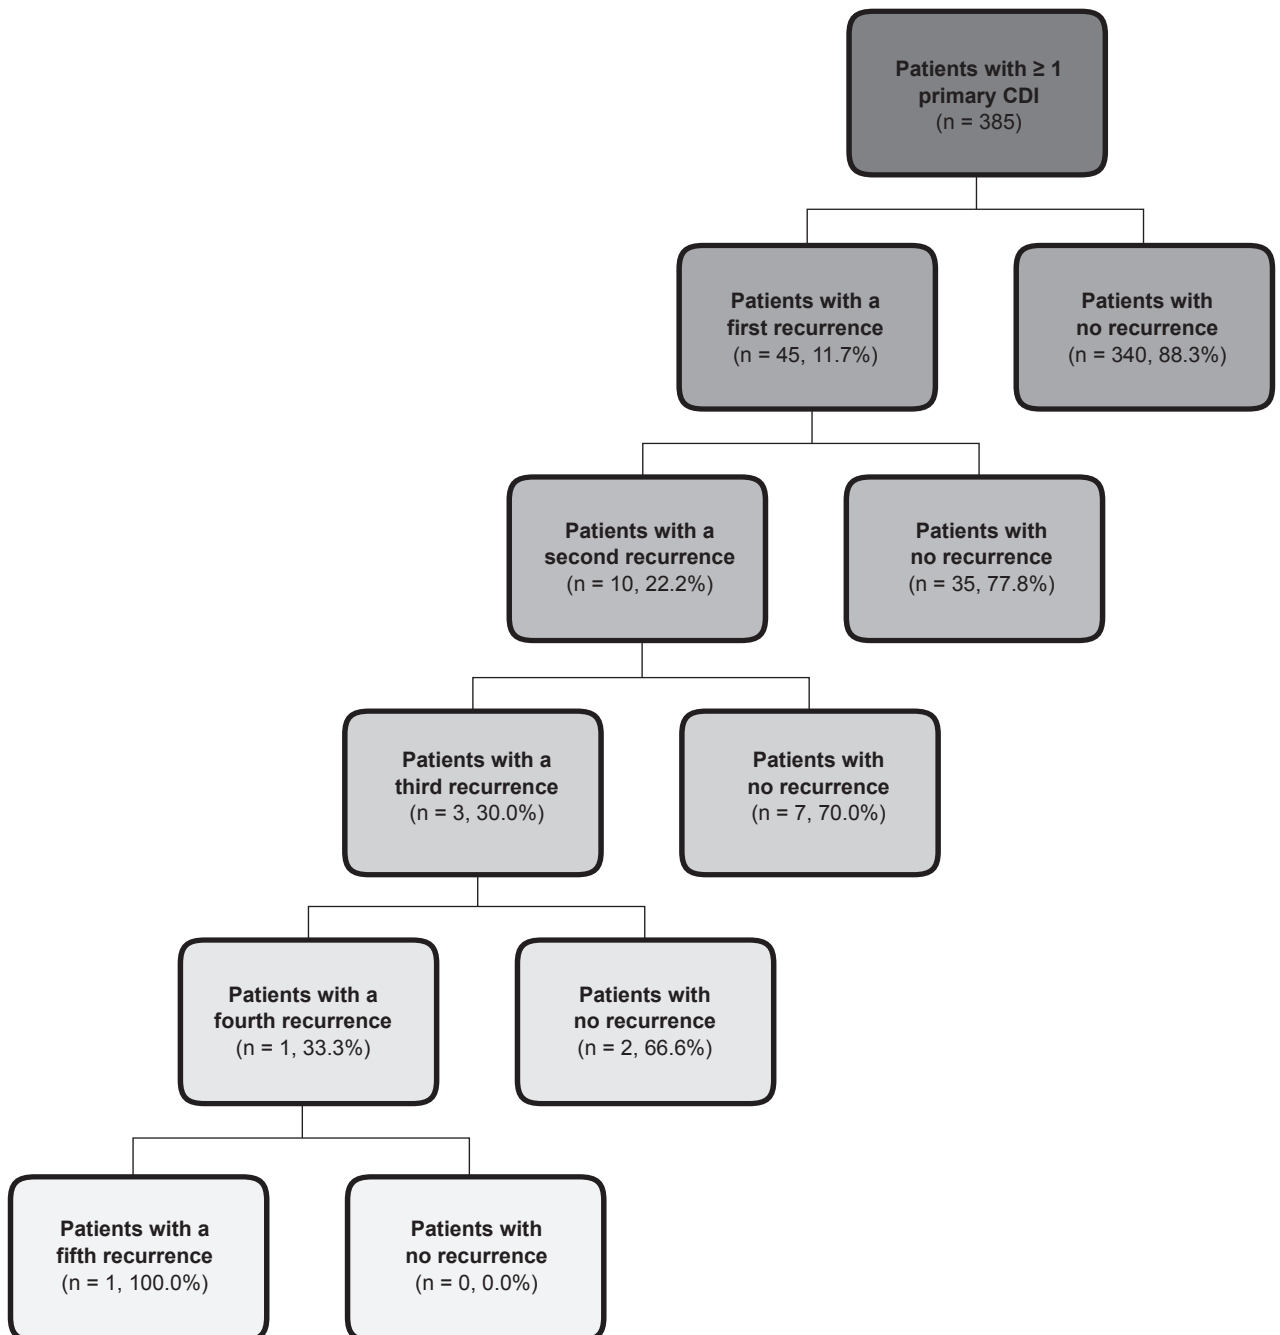 Patients with ≥ 1
primary CDI
(n = 385)
Patients with a
first recurrence
(n = 45, 11.7%)
Patients with
no recurrence
(n = 340, 88.3%)
Patients with a
second recurrence
(n = 10, 22.2%)
Patients with
no recurrence
(n = 35, 77.8%)
Patients with a
third recurrence
(n = 3, 30.0%)
Patients with
no recurrence
(n = 7, 70.0%)
Patients with a
fourth recurrence
(n = 1, 33.3%)
Patients with
no recurrence
(n = 2, 66.6%)
Patients with a
fifth recurrence
(n = 1, 100.0%)
Patients with
no recurrence
(n = 0, 0.0%)